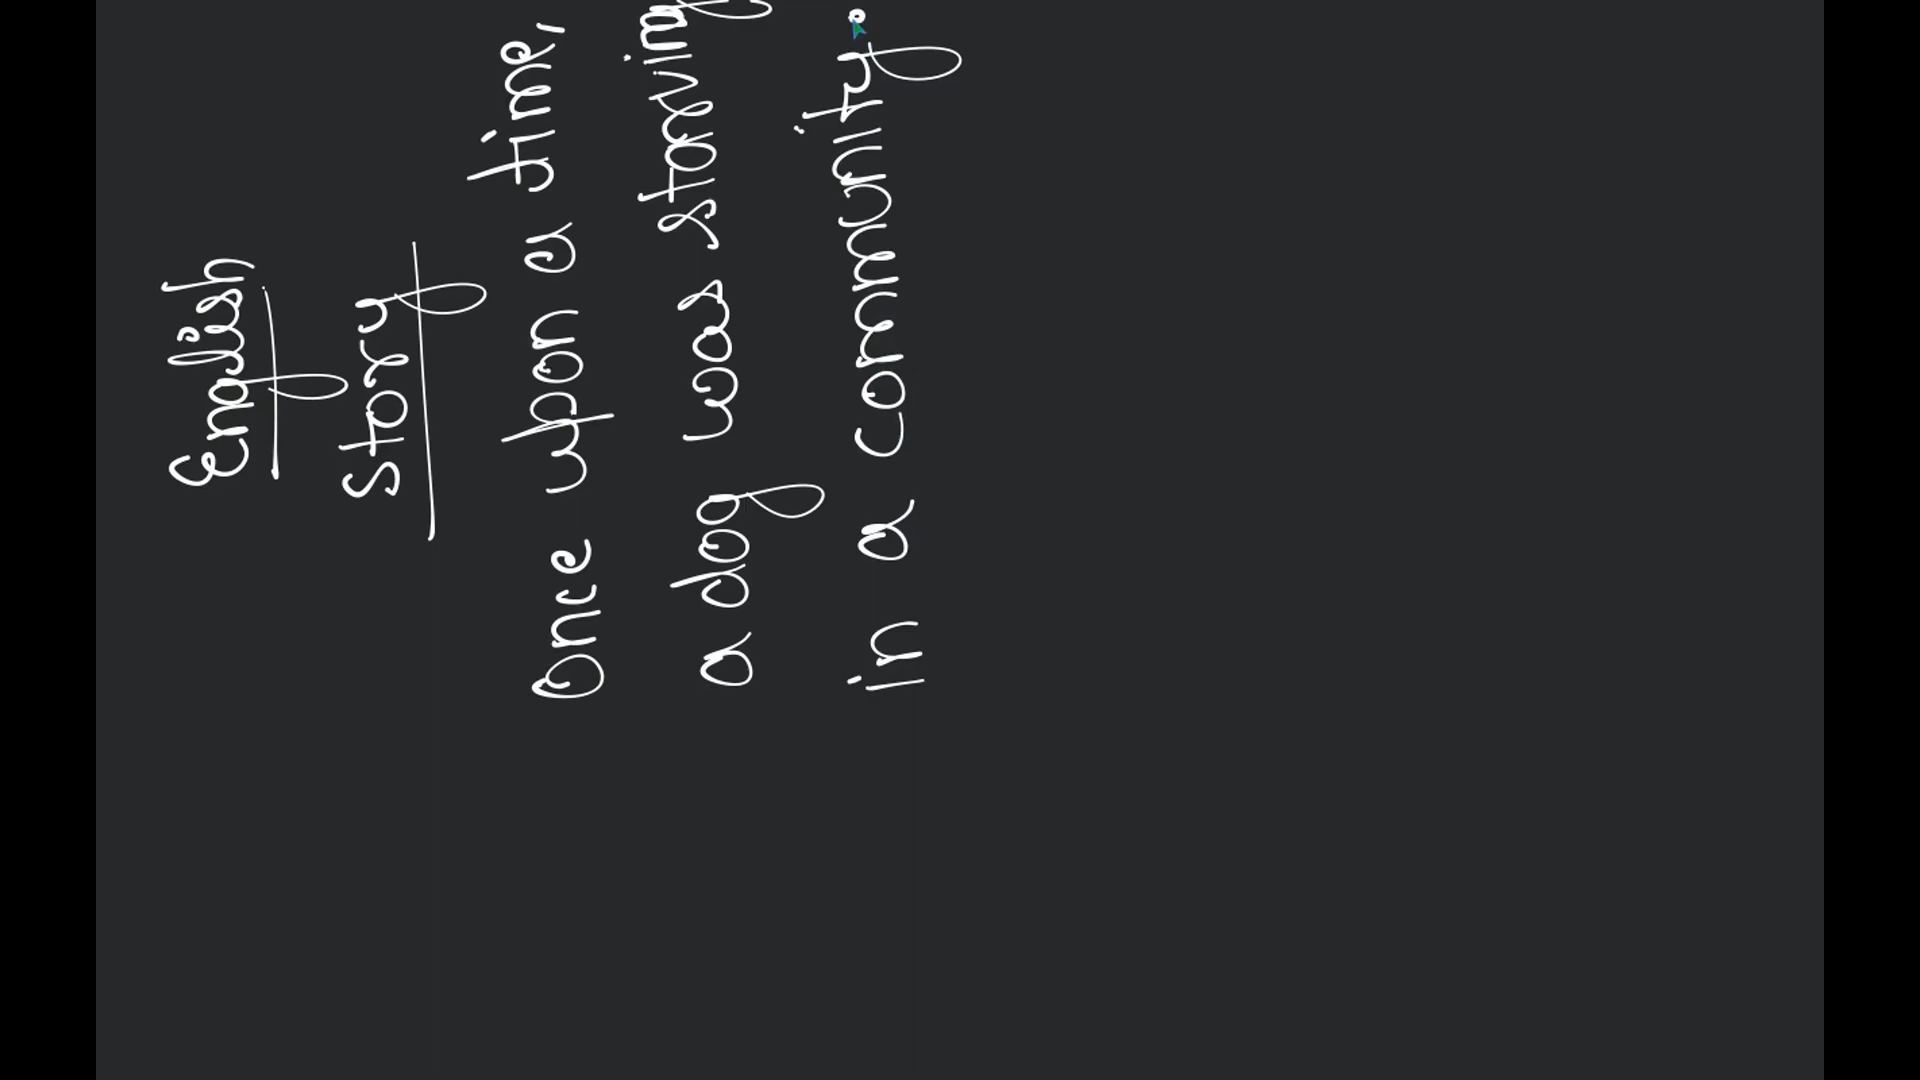 English
Story
Once upon a time,
a dog was starving
in a community.